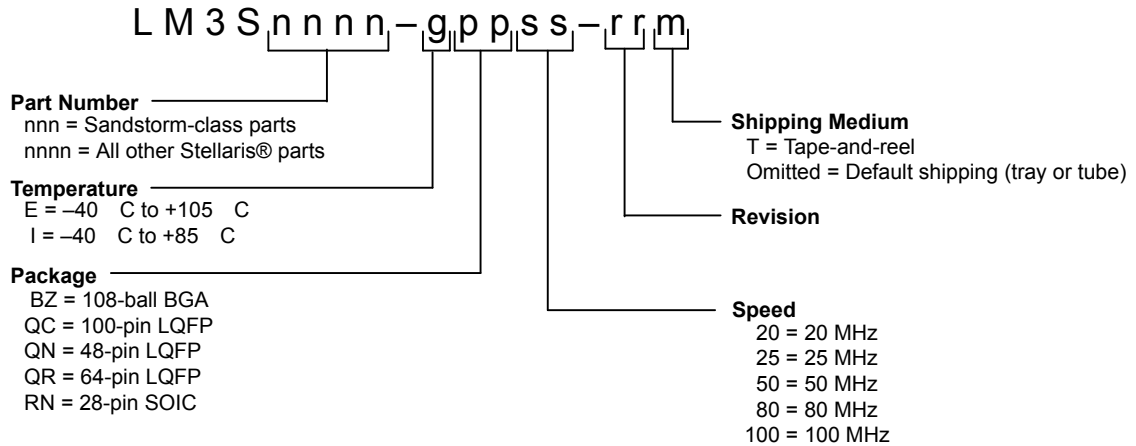 LM3Snnnn–gppss–rrm
Part Number
nnn = Sandstorm-class parts
nnnn = All other Stellaris® parts
Temperature
E = –40 C to +105 C
I = –40 C to +85 C
Package
BZ = 108-ball BGA
QC = 100-pin LQFP
QN = 48-pin LQFP
QR = 64-pin LQFP
RN = 28-pin SOIC
Shipping Medium
T = Tape-and-reel
Omitted = Default shipping (tray or tube)
Revision
Speed
20 = 20 MHz
25 = 25 MHz
50 = 50 MHz
80 = 80 MHz
100 = 100 MHz